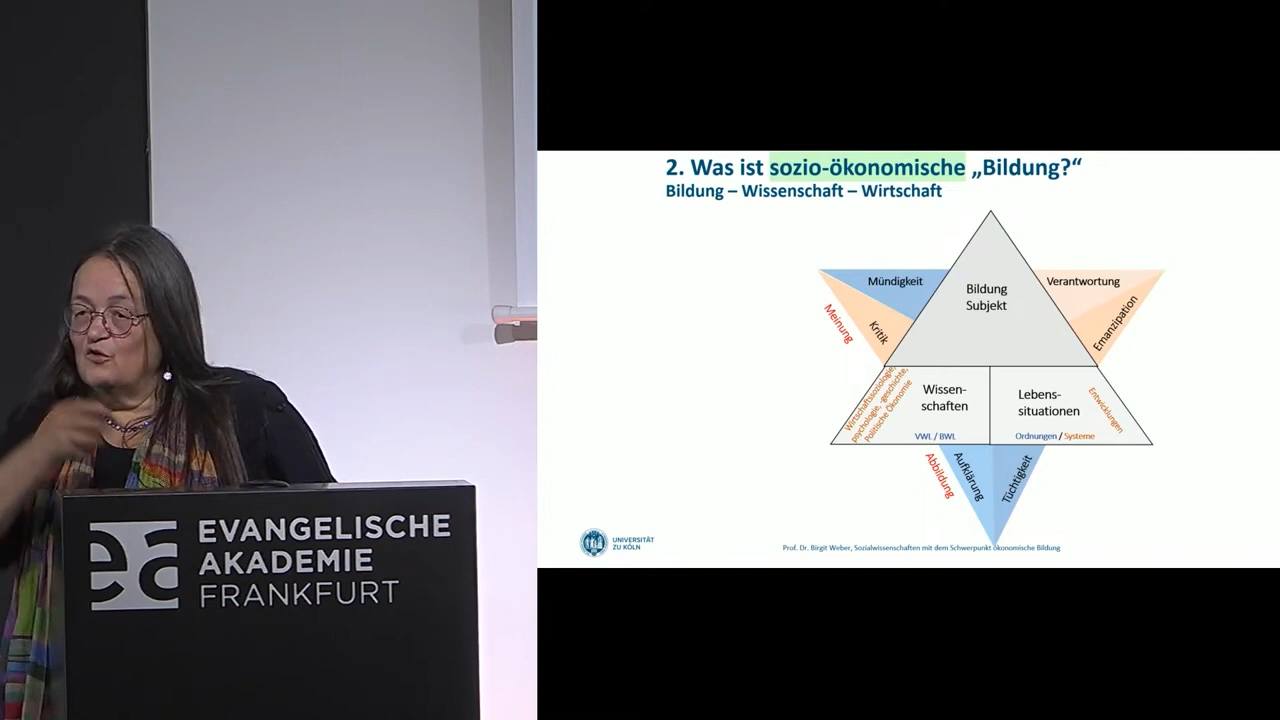 2. Was ist sozio-ökonomische „Bildung?“
Bildung – Wissenschaft – Wirtschaft
Mündigkeit
Meinung
Kritik
Bildung
Subjekt
Verantwortung
Emanzipation
Wirtschaftssoziologie,
psychologie, -geschichte,
Politische Ökonomie
Wissen-
schaften
VWL / BWL
Lebens-
situationen
Entwicklungen
Ordnungen / Systeme
Abbildung
Aufklärung
Tüchtigkeit
UNIVERSITÄT
ZU KÖLN
Prof. Dr. Birgit Weber, Sozialwissenschaften mit dem Schwerpunkt ökonomische Bildung
ea
EVANGELISCHE
AKADEMIE
FRANKFURT